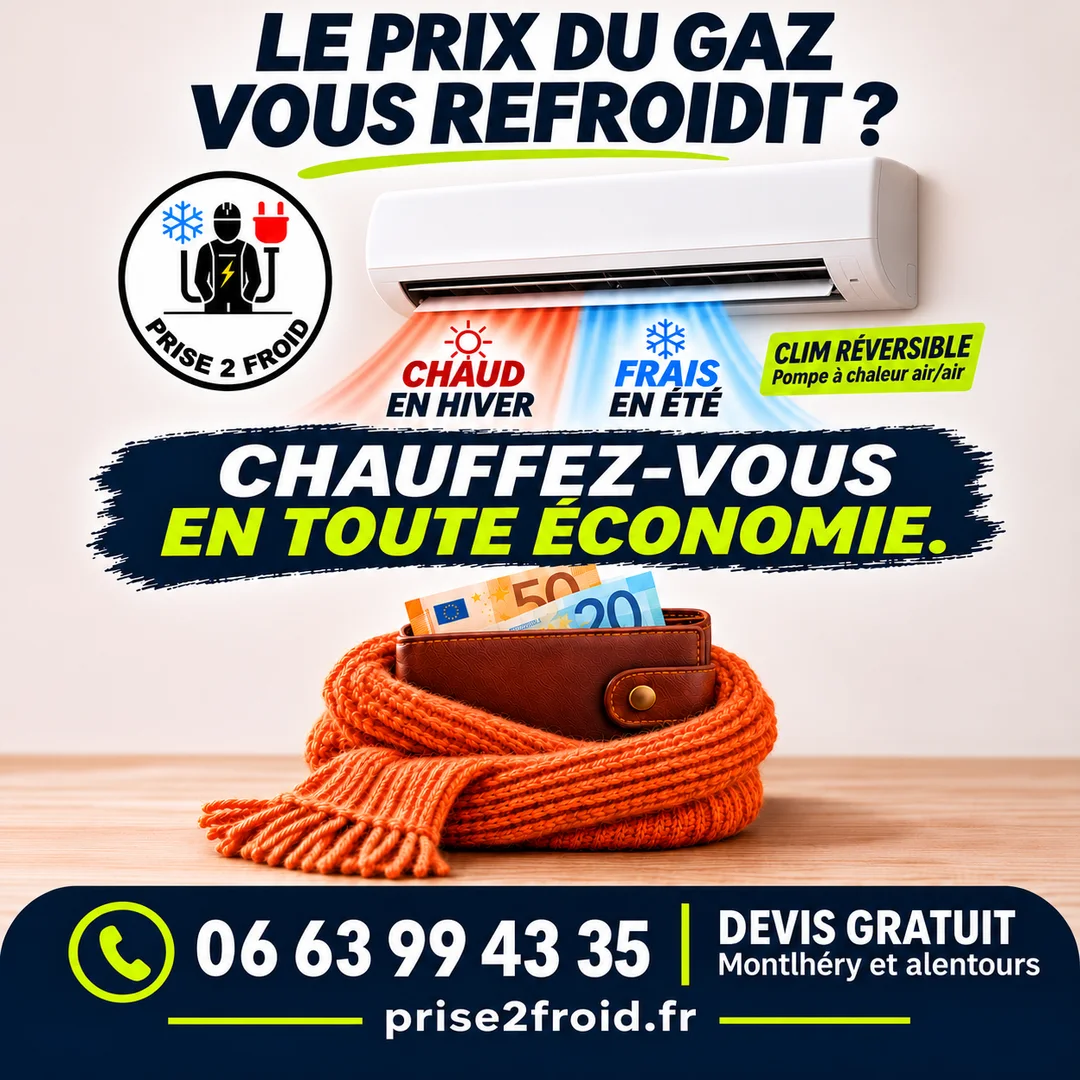 LE PRIX DU GAZ
VOUS REFROIDIT ?
PRISE 2 FROID
CHAUD
EN HIVER
FRAIS
EN ÉTÉ
CLIM RÉVERSIBLE
Pompe à chaleur air/air
CHAUFFEZ-VOUS
EN TOUTE ÉCONOMIE.
50
20
06 63 99 43 35
DEVIS GRATUIT
Montlhéry et alentours
prise2froid.fr